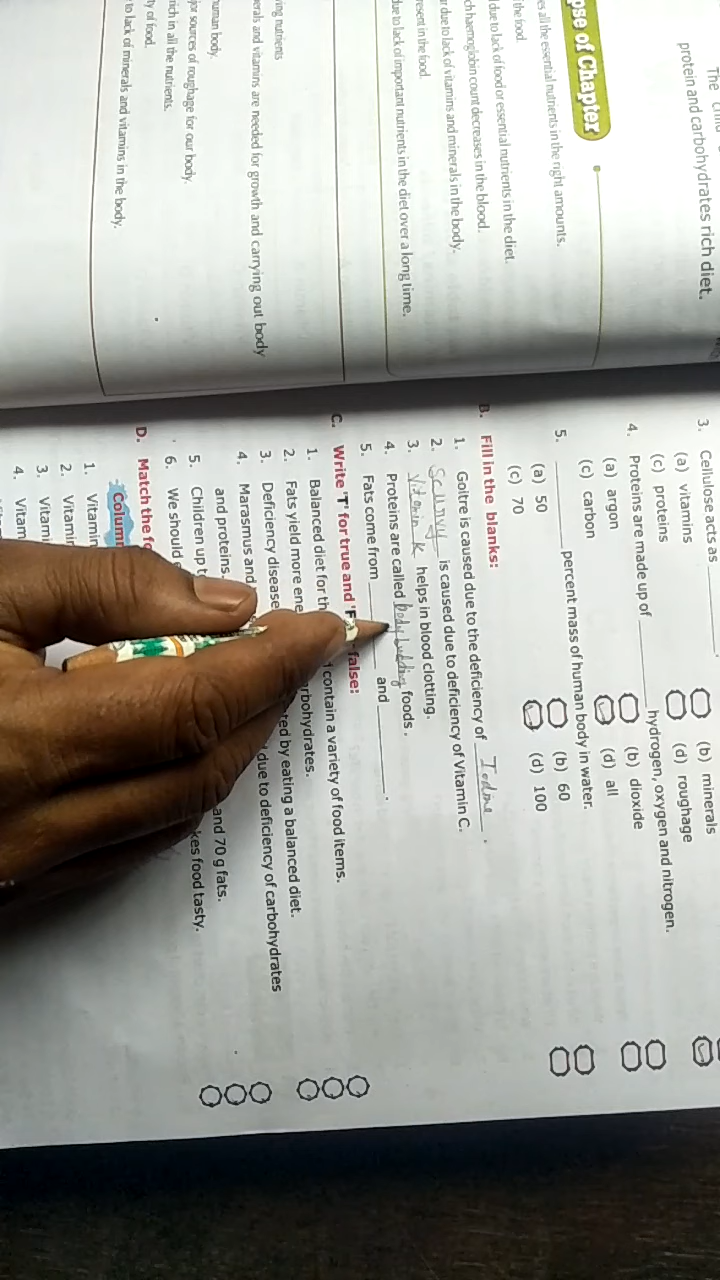 protein and carbohydrates rich diet.
pse of Chapter
es all the essential nutrients in the right amounts.
the food.
due to lack of food or essential nutrients in the diet.
ch haemoglobin count decreases in the blood.
r due to lack of vitamins and minerals in the body.
resent in the food.
due to lack of important nutrients in the diet over a long time.
ving nutrients
erals and vitamins are needed for growth and carrying out body
uman body.
jor sources of roughage for our body.
rich in all the nutrients.
ty of food.
to lack of minerals and vitamins in the body.
3. Cellulose acts as ________.
(a) vitamins (b) minerals
(c) proteins (d) roughage
4. Proteins are made up of ________ hydrogen, oxygen and nitrogen.
(a) argon (b) dioxide
(c) carbon (d) all
5. ________ percent mass of human body in water.
(a) 50 (b) 60
(c) 70 (d) 100
B. Fill in the blanks:
1. Goitre is caused due to the deficiency of Iodine.
2. Scurvy is caused due to deficiency of Vitamin C.
3. Vitamin K helps in blood clotting.
4. Proteins are called body building foods.
5. Fats come from ________ and ________.
C. Write 'T' for true and 'F' false:
1. Balanced diet for th d contain a variety of food items.
2. Fats yield more ene rbohydrates.
3. Deficiency disease ted by eating a balanced diet.
4. Marasmus and due to deficiency of carbohydrates
and proteins.
5. Children up t and 70 g fats.
6. We should kes food tasty.
D. Match the fo
Column
1. Vitamin
2. Vitamin
3. Vitami
4. Vitam